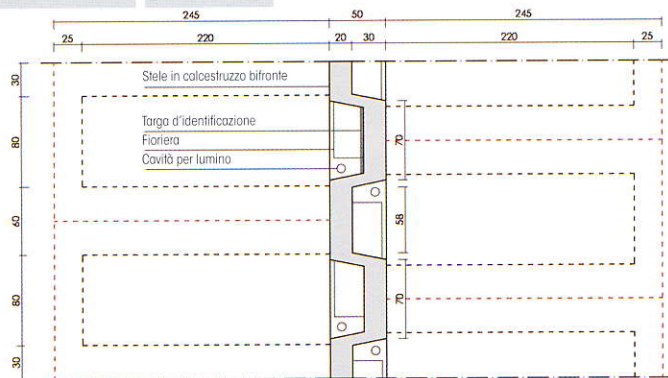 245 50 245
25 220 20 30 220 25
30
Stele in calcestruzzo bifronte
80
Targa d'identificazione
Fioriera
Cavità per lumino
70
60
58
80
70
30